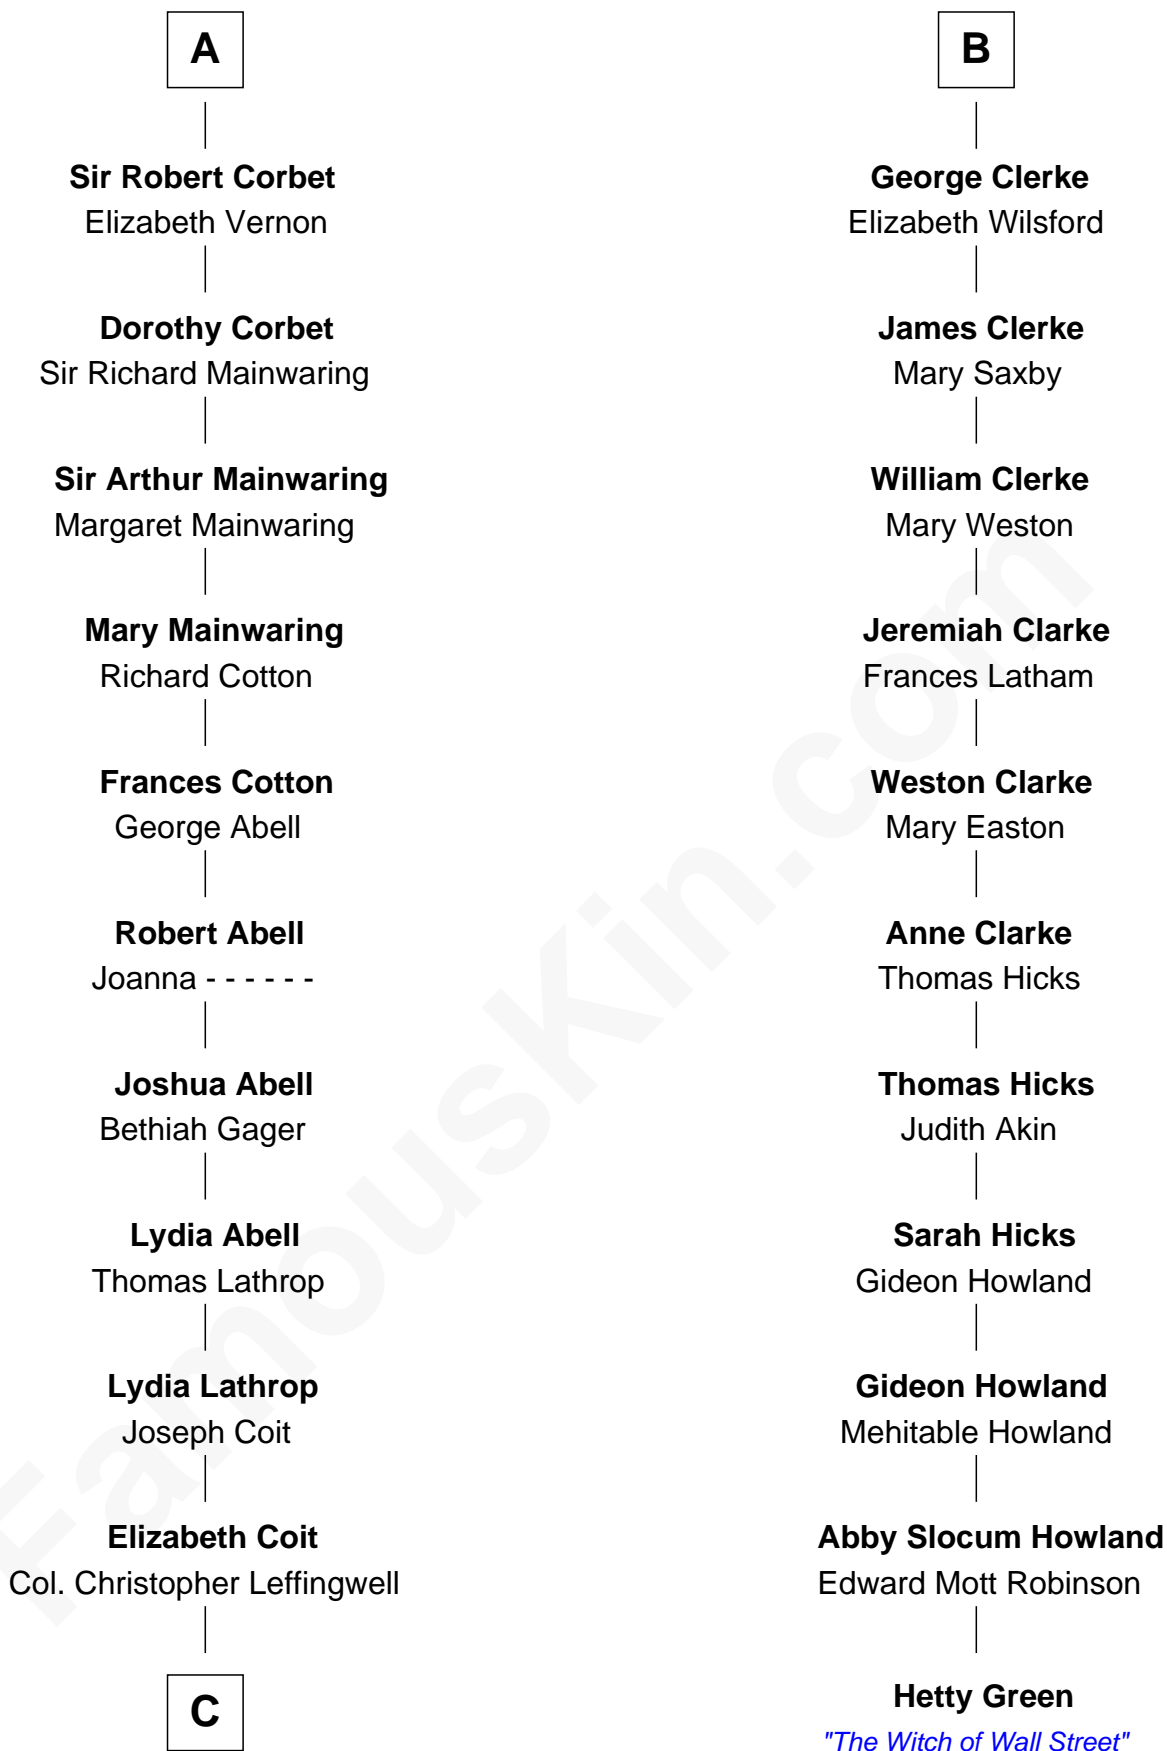 A
Sir Robert Corbet
Elizabeth Vernon
Dorothy Corbet
Sir Richard Mainwaring
Sir Arthur Mainwaring
Margaret Mainwaring
Mary Mainwaring
Richard Cotton
Frances Cotton
George Abell
Robert Abell
Joanna - - - - - -
Joshua Abell
Bethiah Gager
Lydia Abell
Thomas Lathrop
Lydia Lathrop
Joseph Coit
Elizabeth Coit
Col. Christopher Leffingwell
C
B
George Clerke
Elizabeth Wilsford
James Clerke
Mary Saxby
William Clerke
Mary Weston
Jeremiah Clarke
Frances Latham
Weston Clarke
Mary Easton
Anne Clarke
Thomas Hicks
Thomas Hicks
Judith Akin
Sarah Hicks
Gideon Howland
Gideon Howland
Mehitable Howland
Abby Slocum Howland
Edward Mott Robinson
Hetty Green
"The Witch of Wall Street"
FamousKin.com